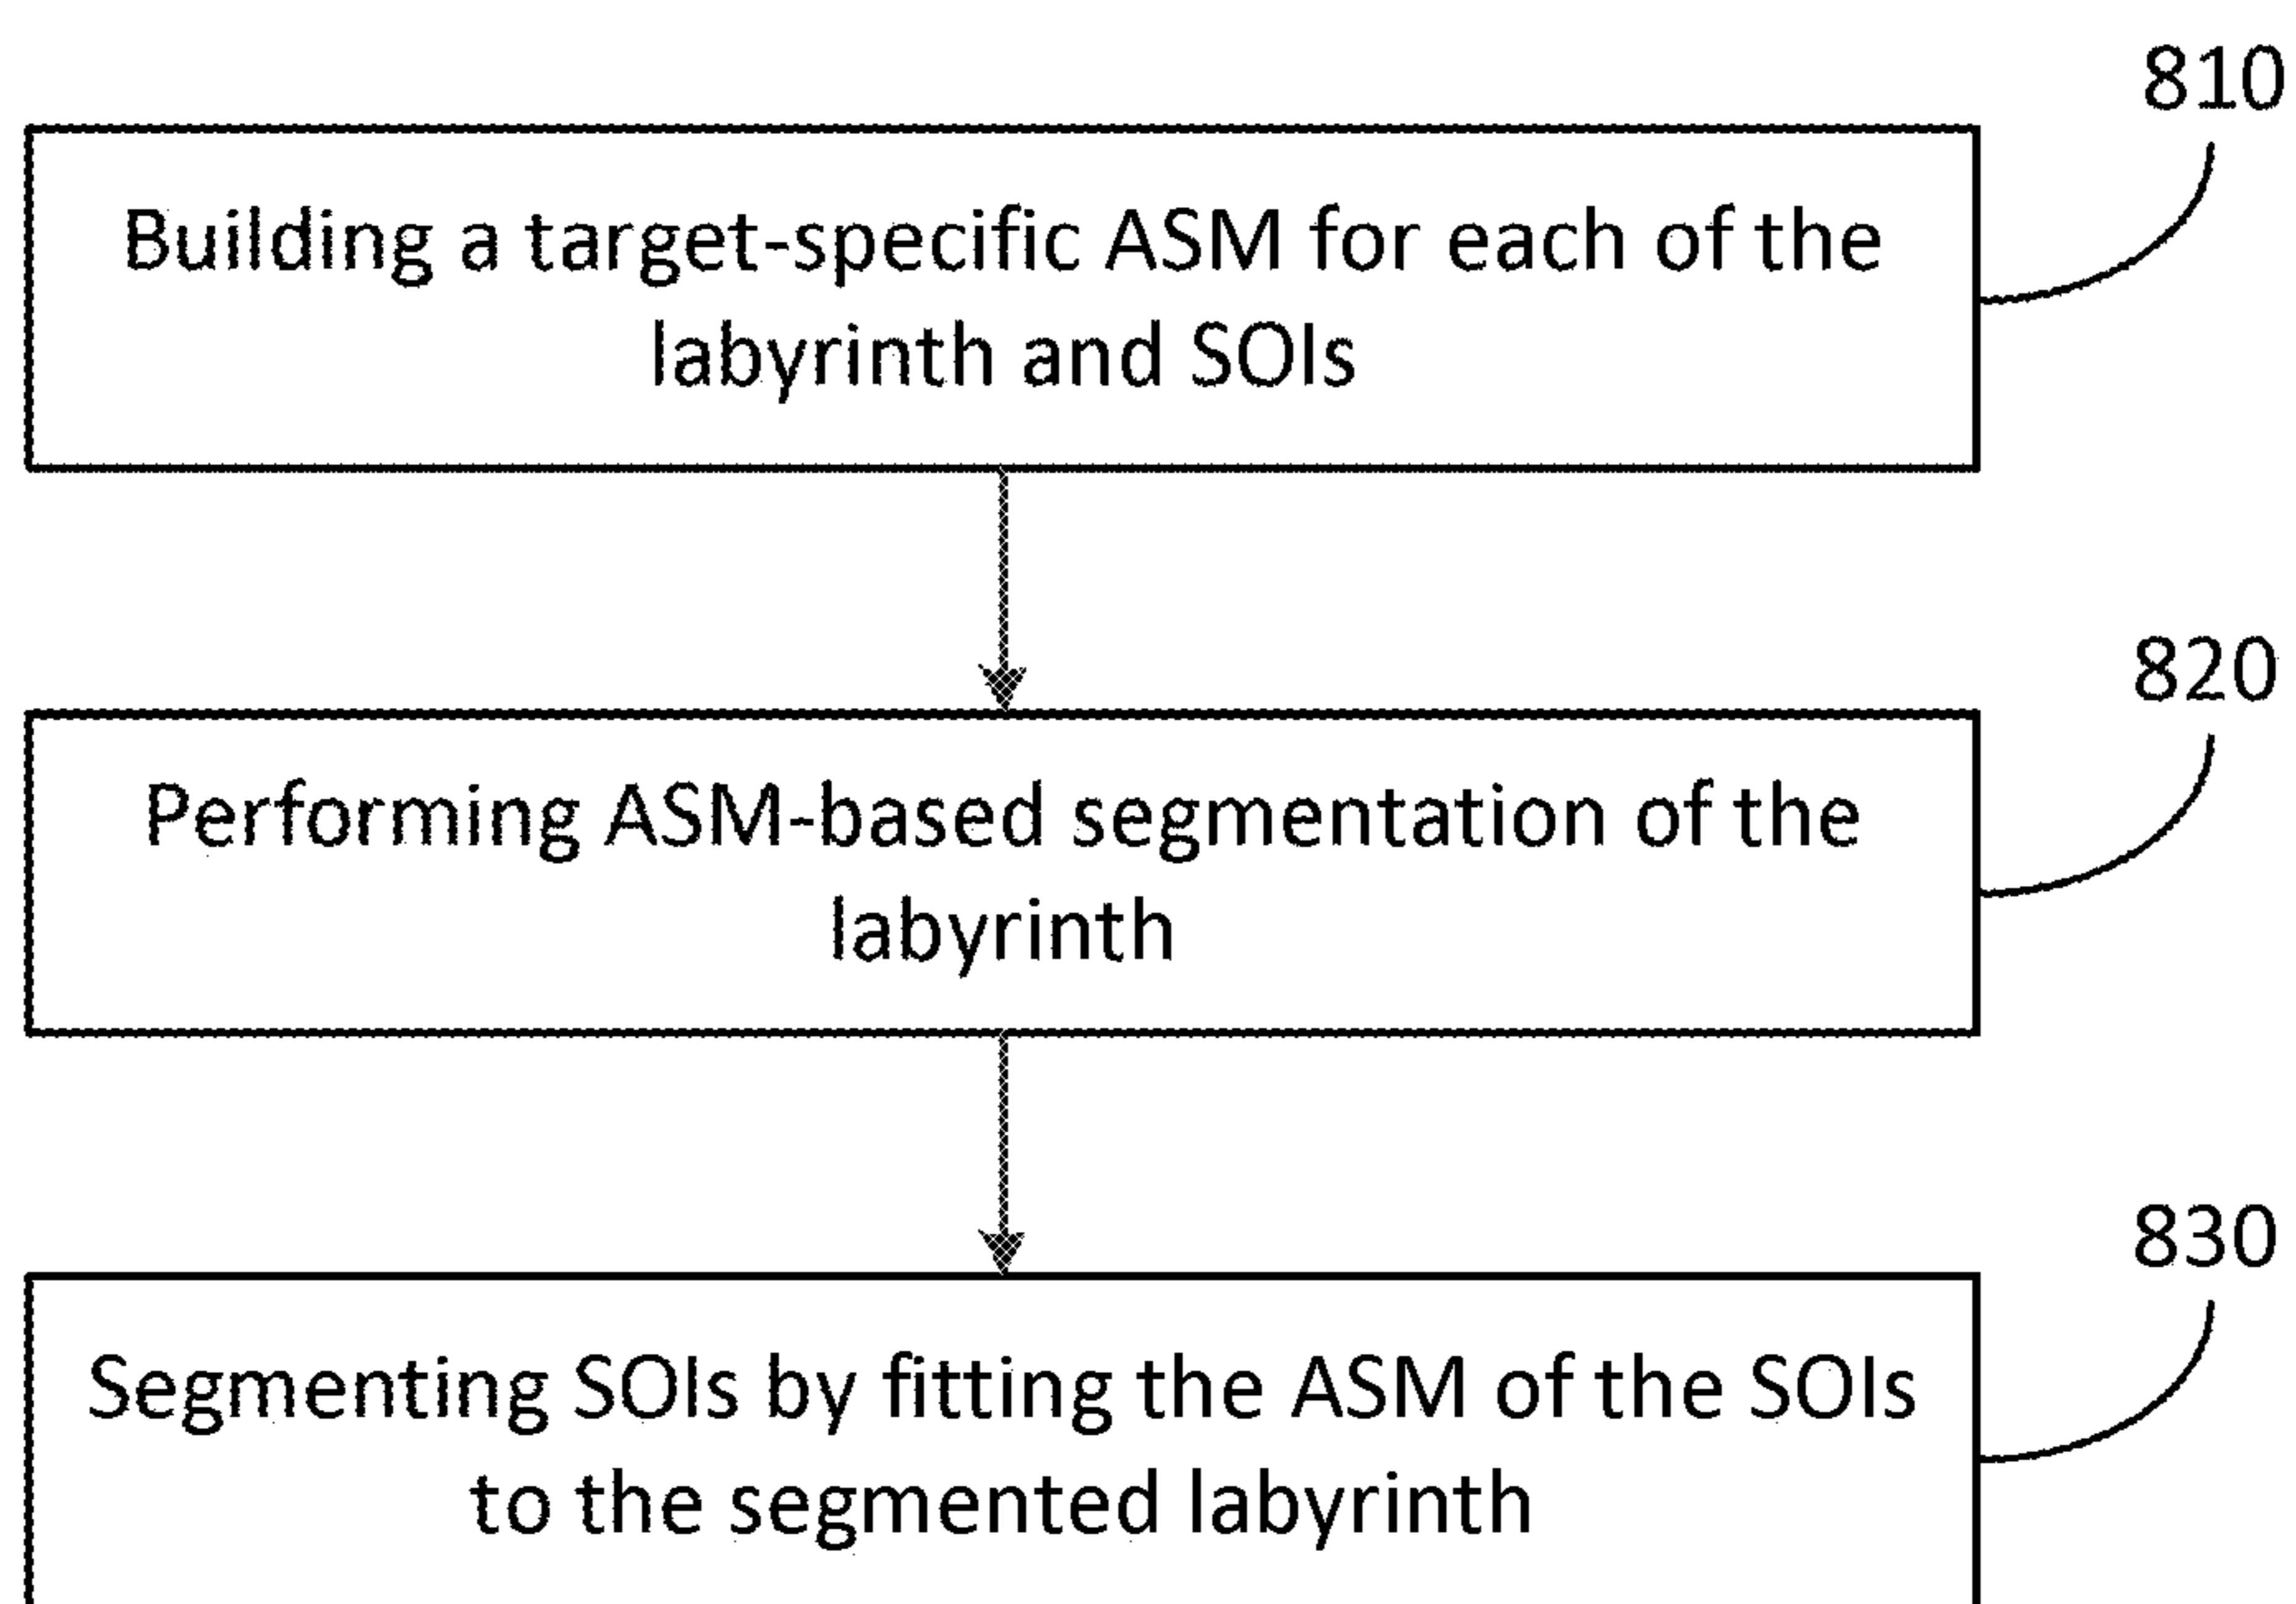 810
Building a target-specific ASM for each of the
labyrinth and SOIs
820
Performing ASM-based segmentation of the
labyrinth
830
Segmenting SOIs by fitting the ASM of the SOIs
to the segmented labyrinth